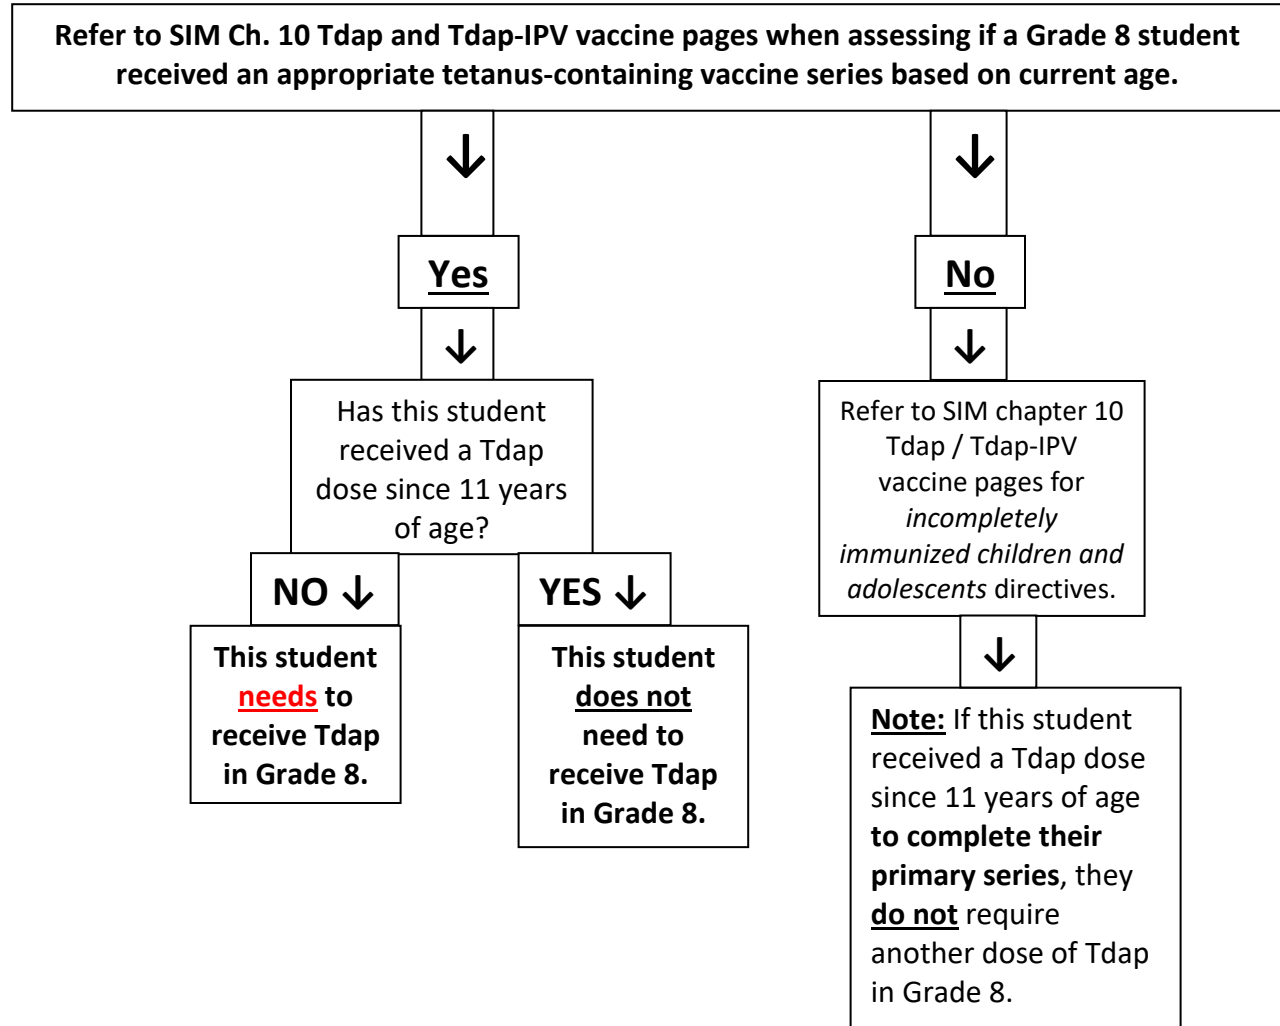 Refer to SIM Ch. 10 Tdap and Tdap-IPV vaccine pages when assessing if a Grade 8 student
received an appropriate tetanus-containing vaccine series based on current age.
↓
↓
Yes
No
↓
↓
Has this student
received a Tdap
dose since 11 years
of age?
NO ↓
YES ↓
This student
needs to
receive Tdap
in Grade 8.
This student
does not
need to
receive Tdap
in Grade 8.
Refer to SIM chapter 10
Tdap / Tdap-IPV
vaccine pages for
incompletely
immunized children and
adolescents directives.
↓
Note: If this student
received a Tdap dose
since 11 years of age
to complete their
primary series, they
do not require
another dose of Tdap
in Grade 8.